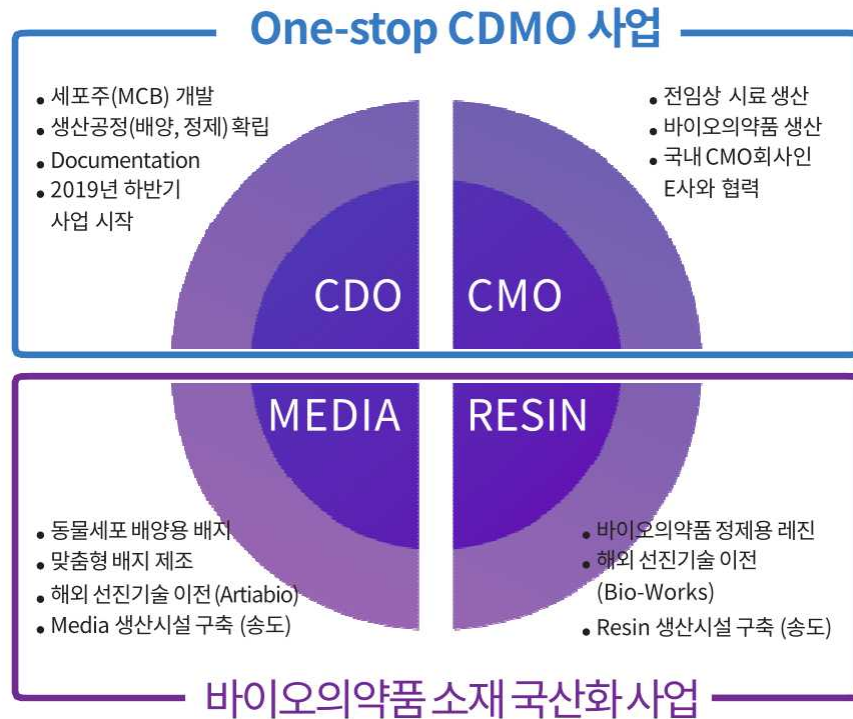 One-stop CDMO 사업
• 세포주(MCB) 개발
• 생산공정(배양, 정제) 확립
• Documentation
• 2019년 하반기
사업 시작
• 전임상 시료 생산
• 바이오의약품 생산
• 국내 CMO회사인
E사와 협력
CDO
CMO
MEDIA
RESIN
• 동물세포 배양용 배지
• 맞춤형 배지 제조
• 해외 선진기술 이전 (Artiabio)
• Media 생산시설 구축 (송도)
• 바이오의약품 정제용 레진
• 해외 선진기술 이전
(Bio-Works)
• Resin 생산시설 구축 (송도)
바이오의약품 소재 국산화 사업